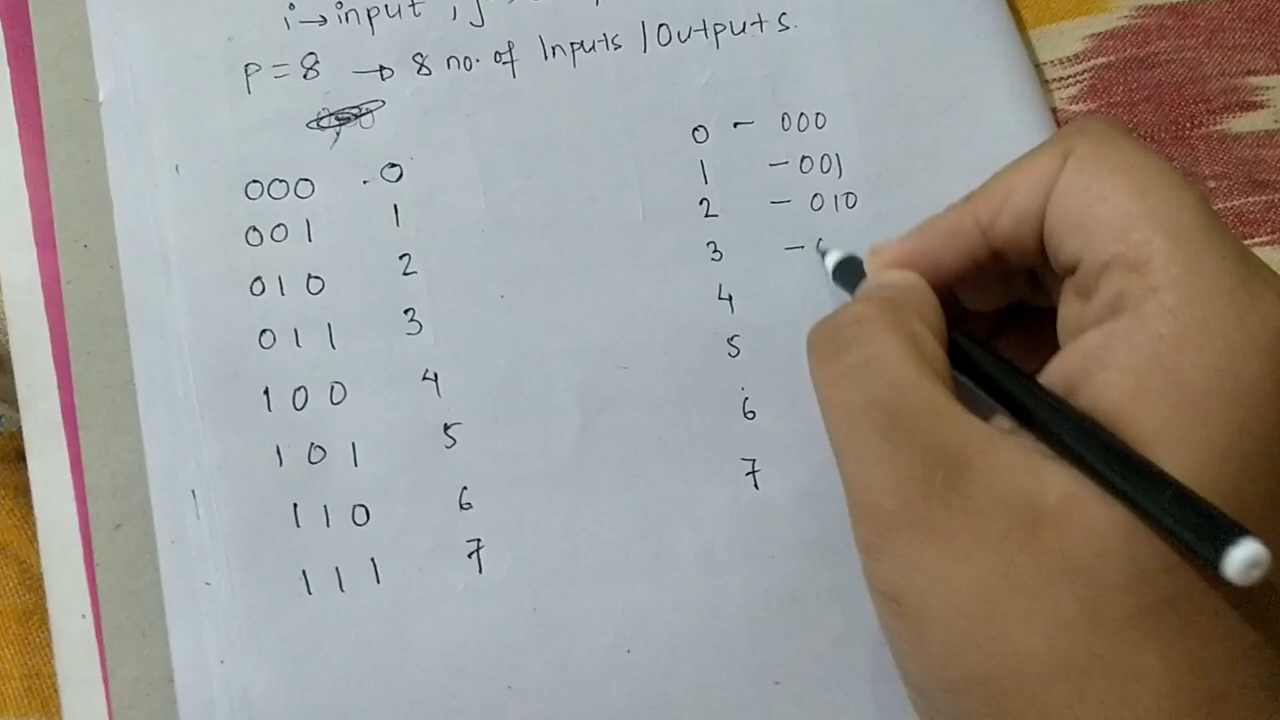 i→input , j
P=8 → 8 no. of Inputs / Outputs.
000 . 0
001 1
010 2
011 3
100 4
101 5
110 6
111 7
0 - 000
1 - 001
2 - 010
3 - 0
4
5
6
7